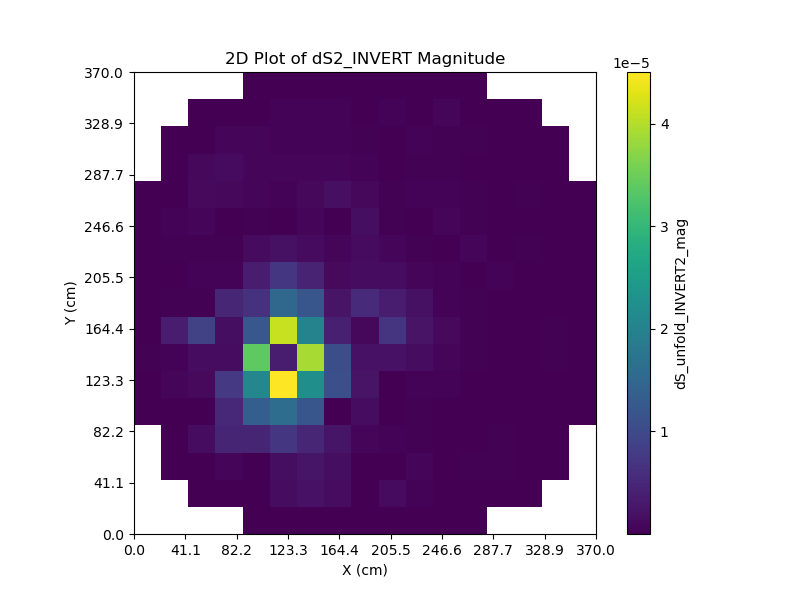 2D Plot of dS2_INVERT Magnitude
1e−5
370.0
328.9
287.7
246.6
205.5
164.4
123.3
82.2
41.1
0.0
Y (cm)
0.0 41.1 82.2 123.3 164.4 205.5 246.6 287.7 328.9 370.0
X (cm)
4
3
2
1
dS_unfold_INVERT2_mag